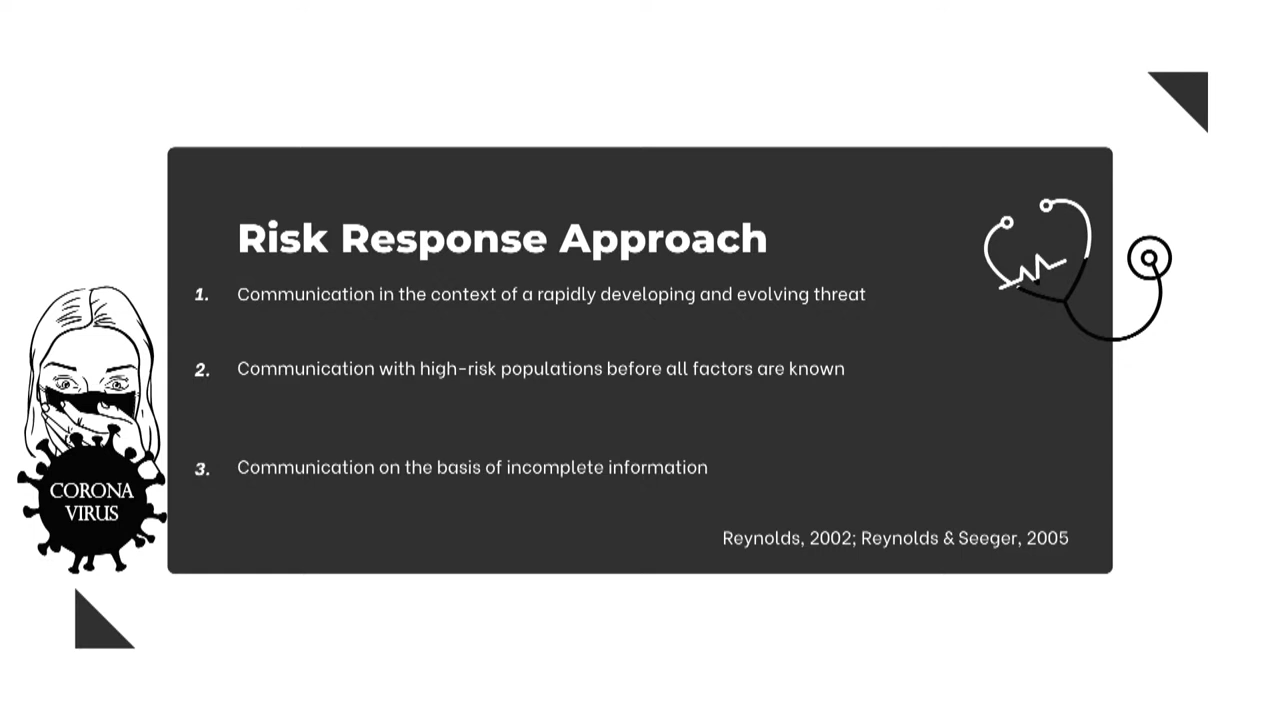 Risk Response Approach
1. Communication in the context of a rapidly developing and evolving threat
2. Communication with high-risk populations before all factors are known
3. Communication on the basis of incomplete information
Reynolds, 2002; Reynolds & Seeger, 2005
CORONA
VIRUS